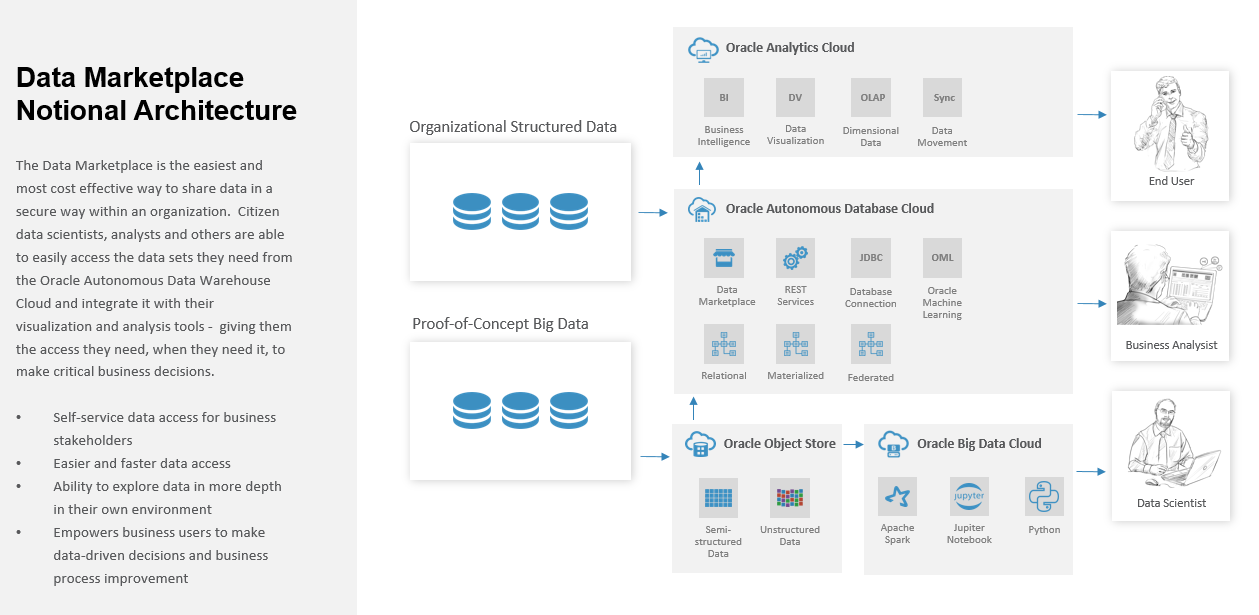 Data Marketplace
Notional Architecture
The Data Marketplace is the easiest and
most cost effective way to share data in a
secure way within an organization.  Citizen
data scientists, analysts and others are able
to easily access the data sets they need from
the Oracle Autonomous Data Warehouse
Cloud and integrate it with their
visualization and analysis tools -  giving them
the access they need, when they need it, to
make critical business decisions.
• Self-service data access for business
stakeholders
• Easier and faster data access
• Ability to explore data in more depth
in their own environment
• Empowers business users to make
data-driven decisions and business
process improvement
Organizational Structured Data
Proof-of-Concept Big Data
Oracle Analytics Cloud
BI
DV
OLAP
Sync
Business
Intelligence
Data
Visualization
Dimensional
Data
Data
Movement
Oracle Autonomous Database Cloud
JDBC
OML
Data
Marketplace
REST
Services
Database
Connection
Oracle
Machine
Learning
Relational
Materialized
Federated
Oracle Object Store
Semi-
structured
Data
Unstructured
Data
Oracle Big Data Cloud
jupyter
Apache
Spark
Jupiter
Notebook
Python
End User
Business Analysist
Data Scientist